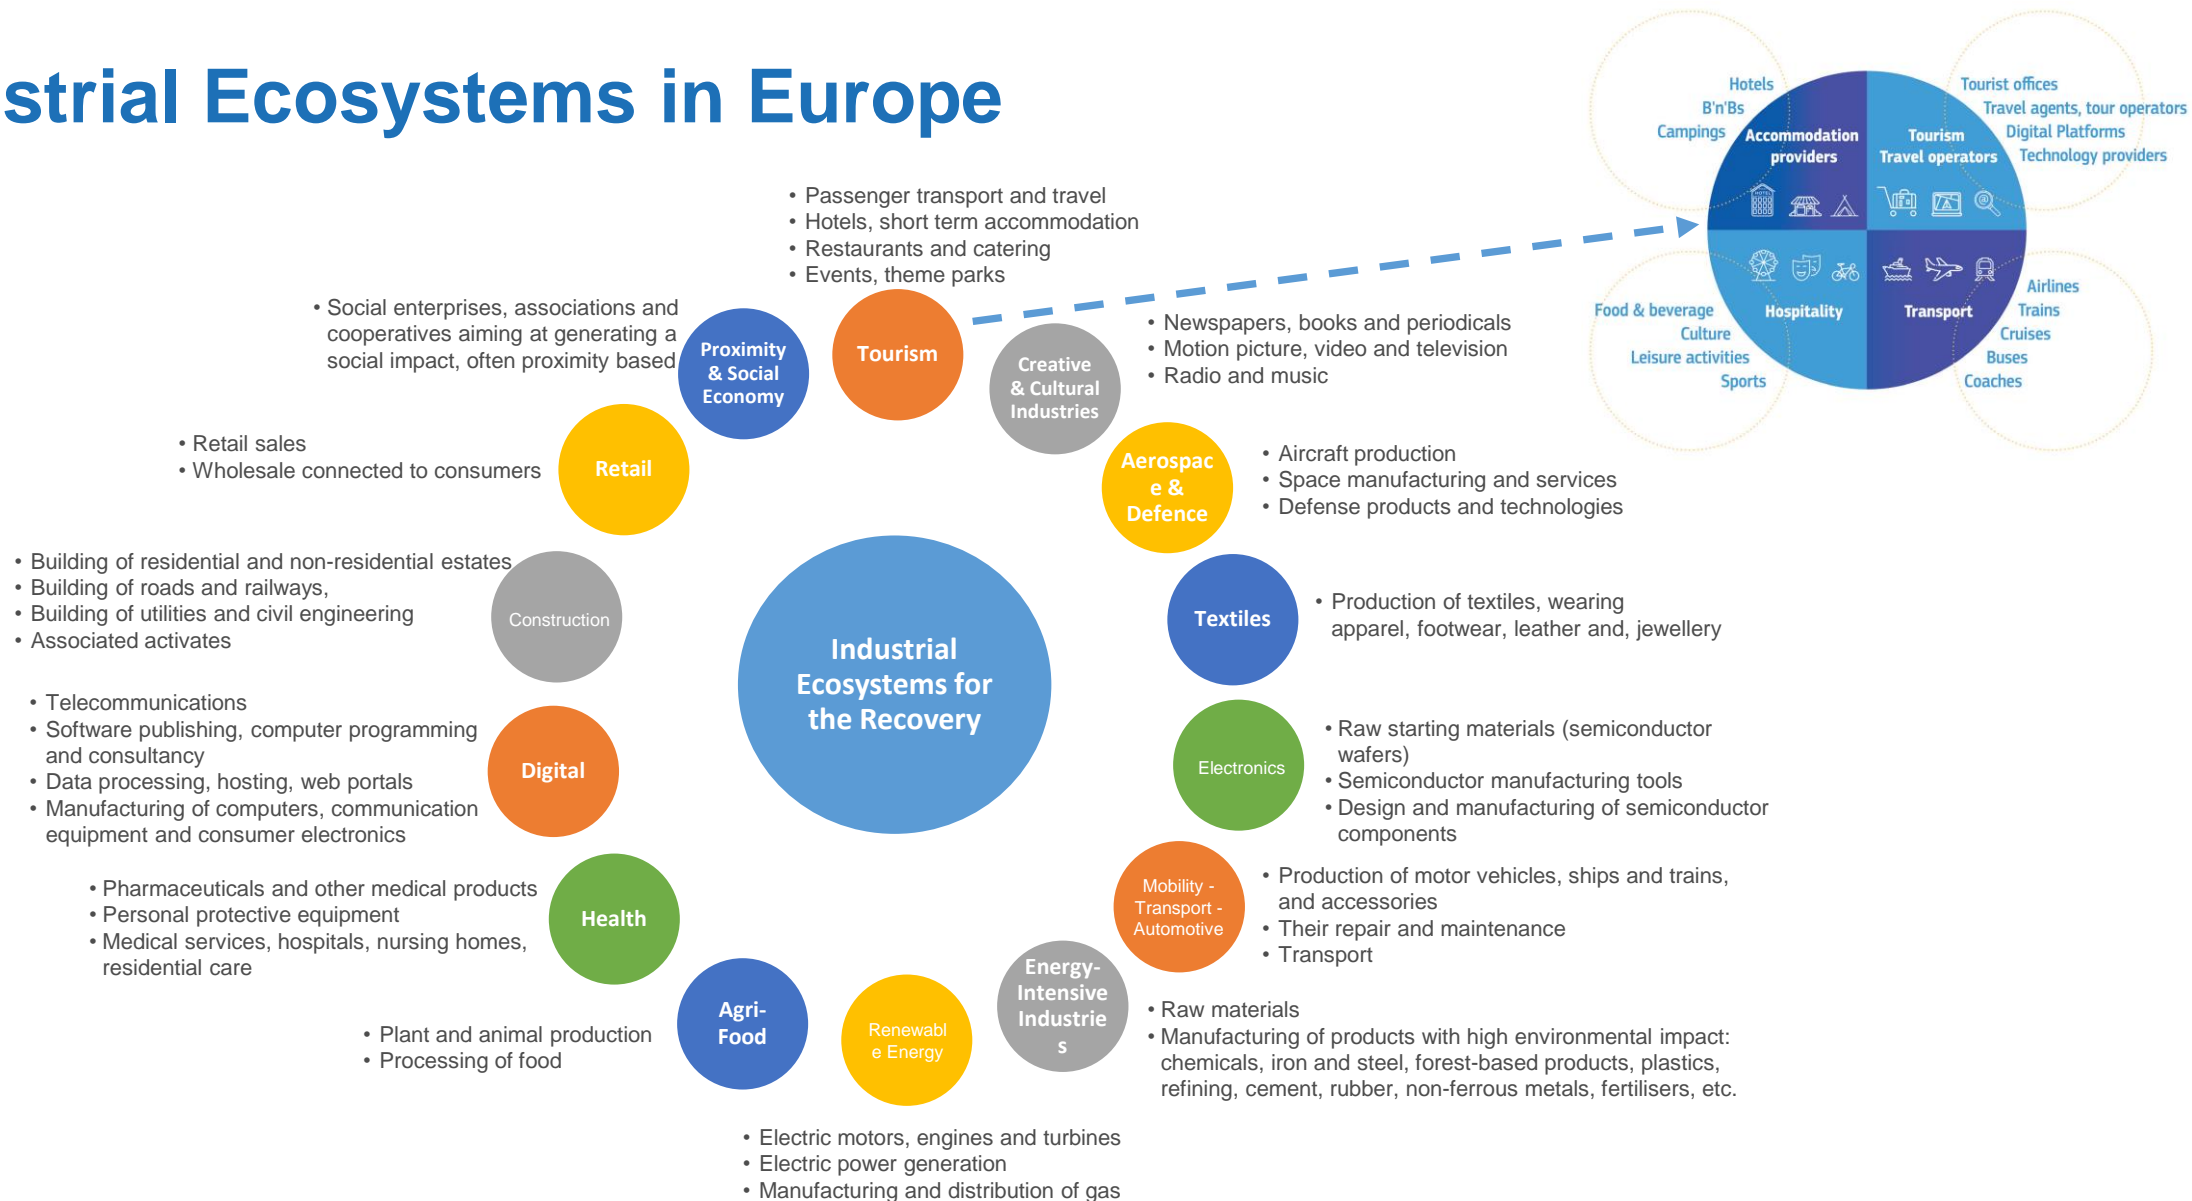 strial Ecosystems in Europe
Hotels
B'n'Bs
Campings
Accommodation
providers
Tourism
Travel operators
Tourist offices
Travel agents, tour operators
Digital Platforms
Technology providers
HOTEL
Food & beverage
Culture
Leisure activities
Sports
Hospitality
Transport
Airlines
Trains
Cruises
Buses
Coaches
• Passenger transport and travel
• Hotels, short term accommodation
• Restaurants and catering
• Events, theme parks
Tourism
• Social enterprises, associations and
cooperatives aiming at generating a
social impact, often proximity based
Proximity
& Social
Economy
Creative
& Cultural
Industries
• Newspapers, books and periodicals
• Motion picture, video and television
• Radio and music
• Retail sales
• Wholesale connected to consumers
Retail
Aerospac
e &
Defence
• Aircraft production
• Space manufacturing and services
• Defense products and technologies
• Building of residential and non-residential estates
• Building of roads and railways,
• Building of utilities and civil engineering
• Associated activates
Construction
Industrial
Ecosystems for
the Recovery
Textiles
• Production of textiles, wearing
apparel, footwear, leather and, jewellery
• Telecommunications
• Software publishing, computer programming
and consultancy
• Data processing, hosting, web portals
• Manufacturing of computers, communication
equipment and consumer electronics
Digital
Electronics
• Raw starting materials (semiconductor
wafers)
• Semiconductor manufacturing tools
• Design and manufacturing of semiconductor
components
• Pharmaceuticals and other medical products
• Personal protective equipment
• Medical services, hospitals, nursing homes,
residential care
Health
Mobility -
Transport -
Automotive
• Production of motor vehicles, ships and trains,
and accessories
• Their repair and maintenance
• Transport
• Plant and animal production
• Processing of food
Agri-
Food
Renewabl
e Energy
Energy-
Intensive
Industrie
s
• Raw materials
• Manufacturing of products with high environmental impact:
chemicals, iron and steel, forest-based products, plastics,
refining, cement, rubber, non-ferrous metals, fertilisers, etc.
• Electric motors, engines and turbines
• Electric power generation
• Manufacturing and distribution of gas